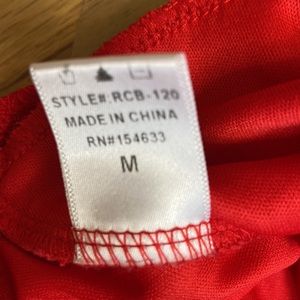 STYLE#: RCB-120
MADE IN CHINA
RN#154633
M